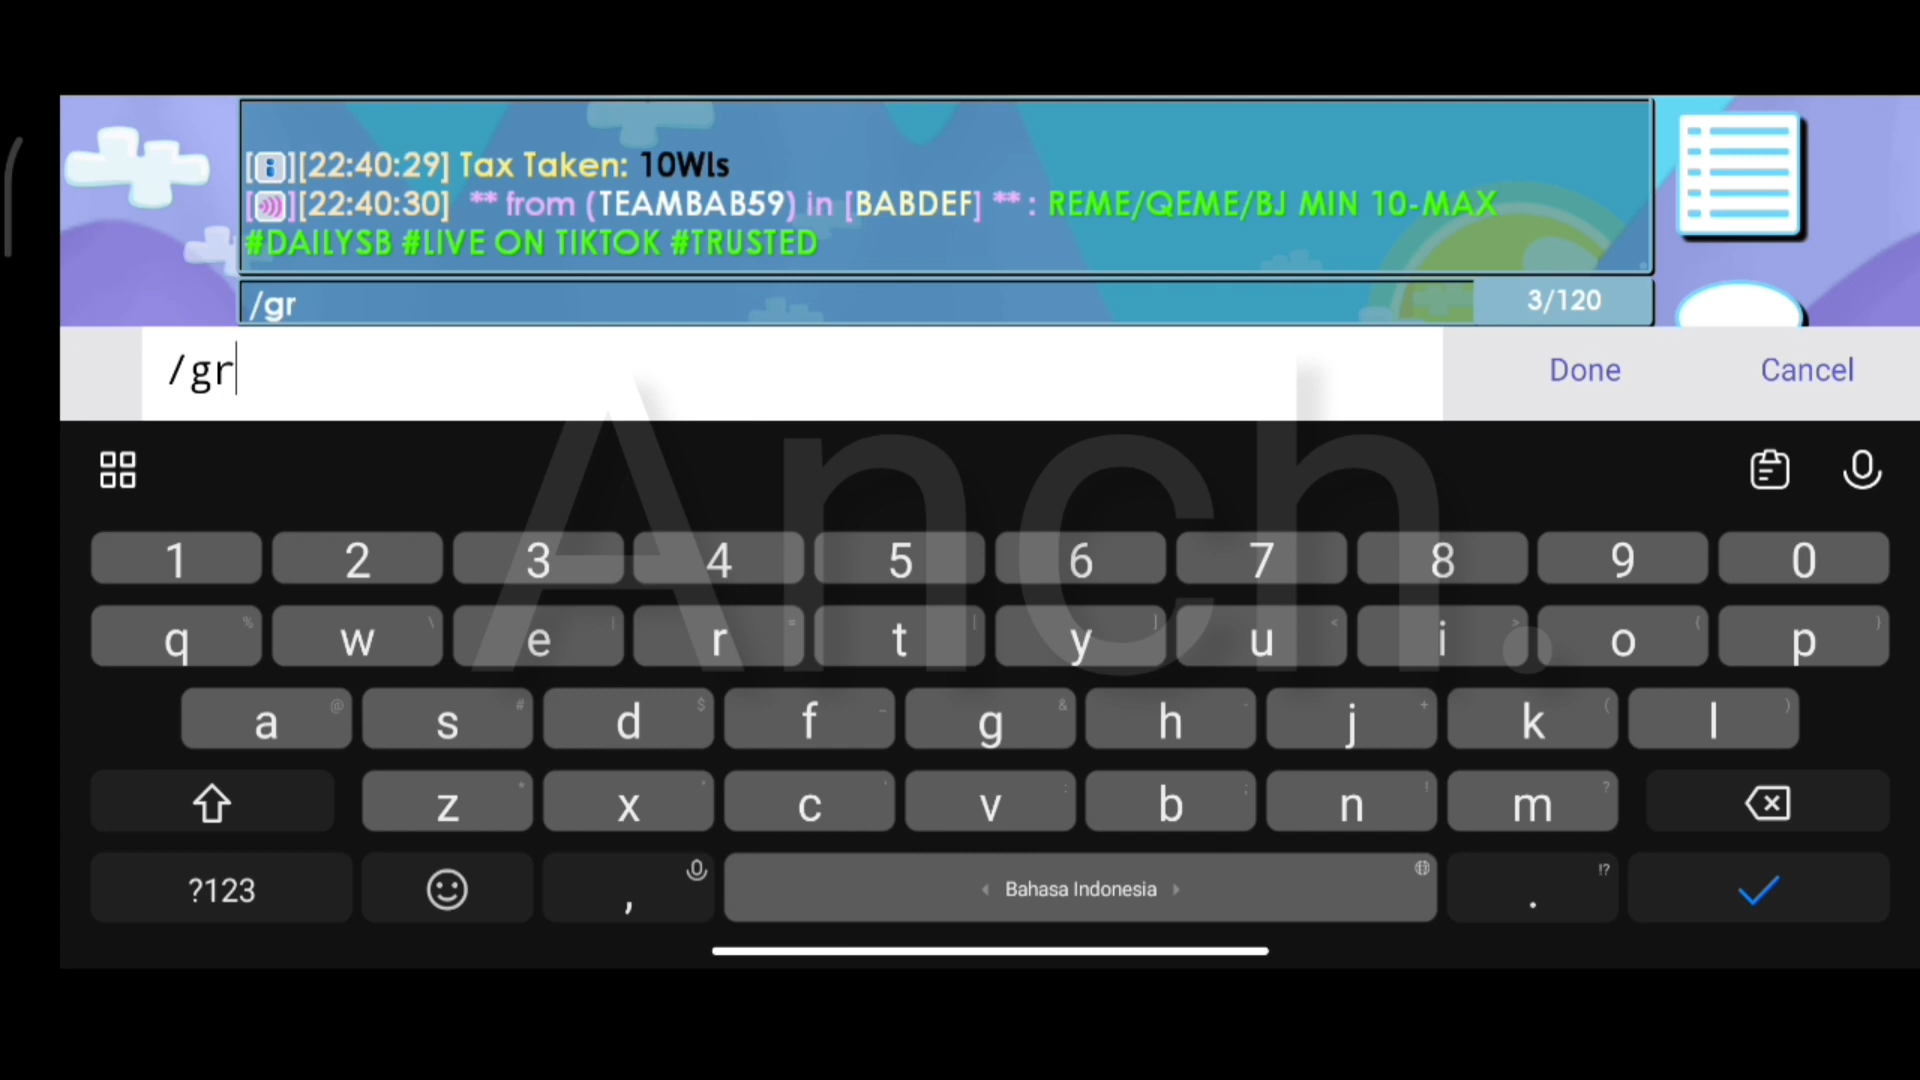 [][22:40:29] Tax Taken: 10Wls
[][22:40:30] ** from (TEAMBAB59) in [BABDEF] ** : REME/QEME/BJ MIN 10-MAX
#DAILYSB #LIVE ON TIKTOK #TRUSTED
/gr 3/120
/gr Done Cancel
Anch.
1 2 3 4 5 6 7 8 9 0
q % w \ e | r = t [ y ] u < i > o { p }
a @ s # d $ f _ g & h - j + k ( l )
z * x " c ' v : b ; n ! m ?
?123 , Bahasa Indonesia . !?